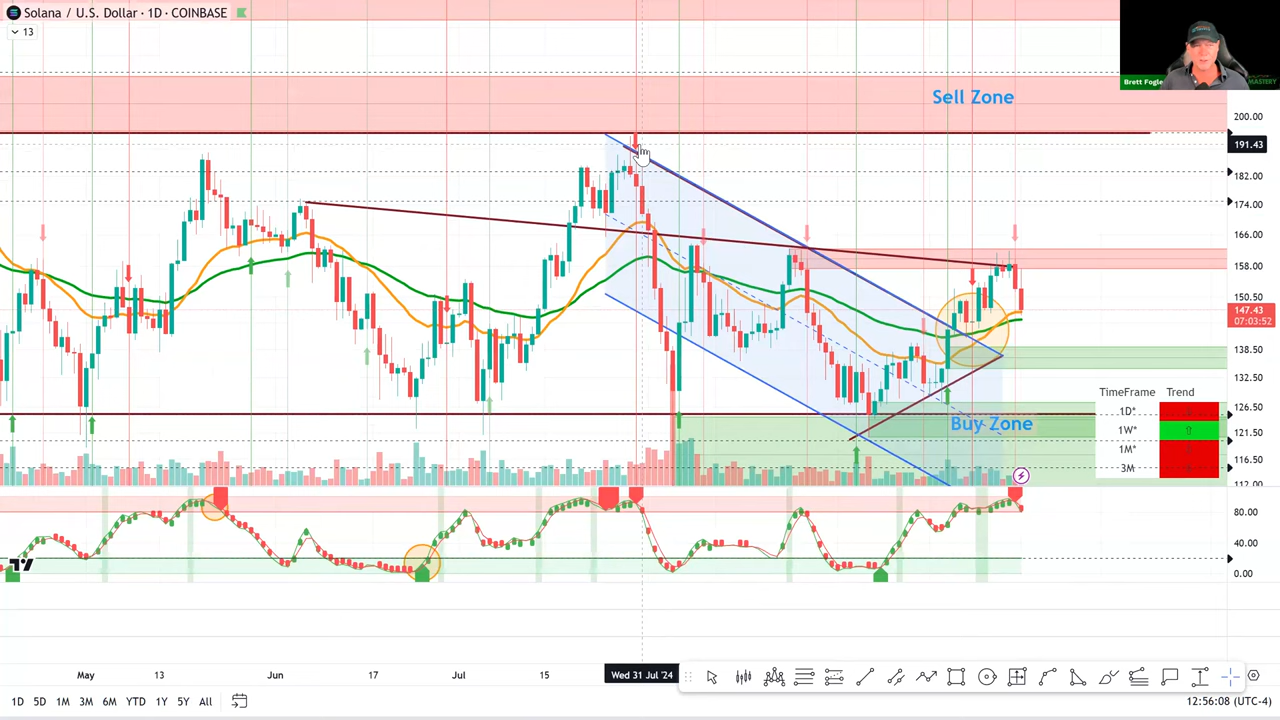 Solana / U.S. Dollar · 1D · COINBASE
13
Sell Zone
Brett Fogle
MASTERY
200.00
191.43
182.00
174.00
166.00
158.00
150.50
147.43
07:03:52
138.50
132.50
126.50
121.50
116.50
112.00
Buy Zone
TimeFrame Trend
1D*
1W* ⇧
1M*
3M
80.00
40.00
0.00
May 13 Jun 17 Jul 15 Wed 31 Jul '24
1D 5D 1M 3M 6M YTD 1Y 5Y All
12:56:08 (UTC-4)